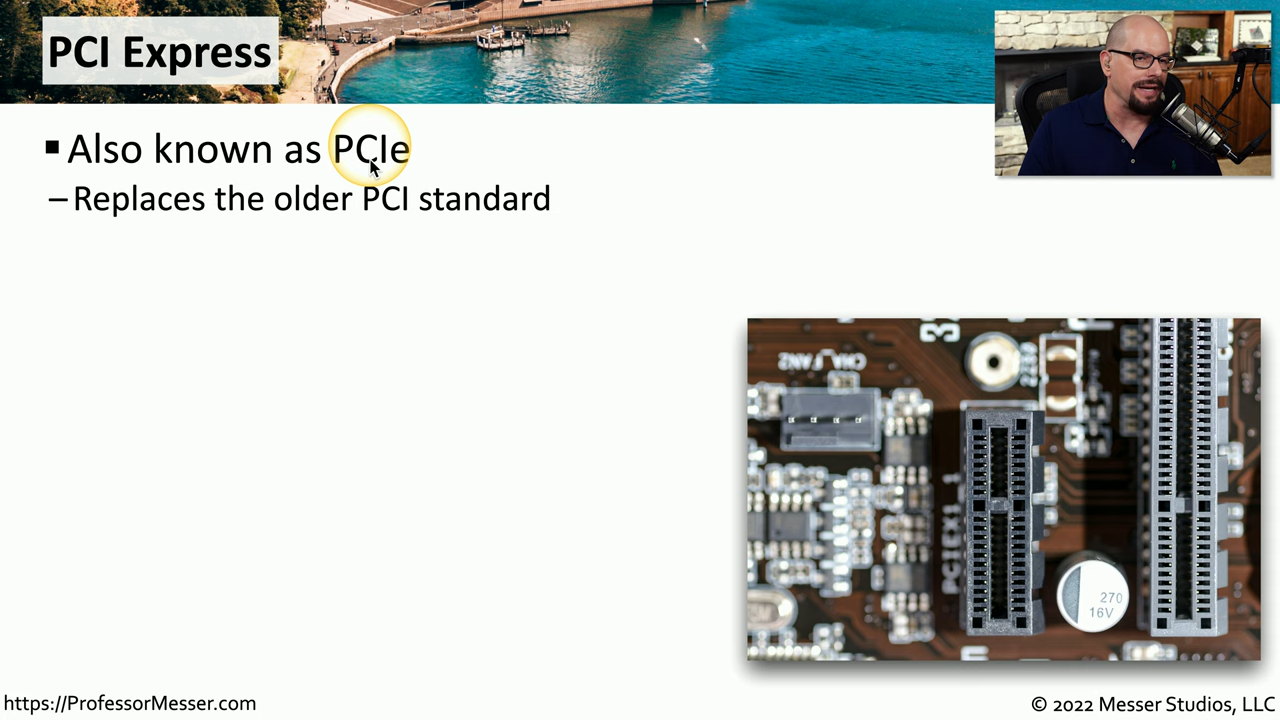 PCI Express
▪ Also known as PCIe
– Replaces the older PCI standard
CHA_FAN2
PCIEX1_1
270
16V
https://ProfessorMesser.com
© 2022 Messer Studios, LLC